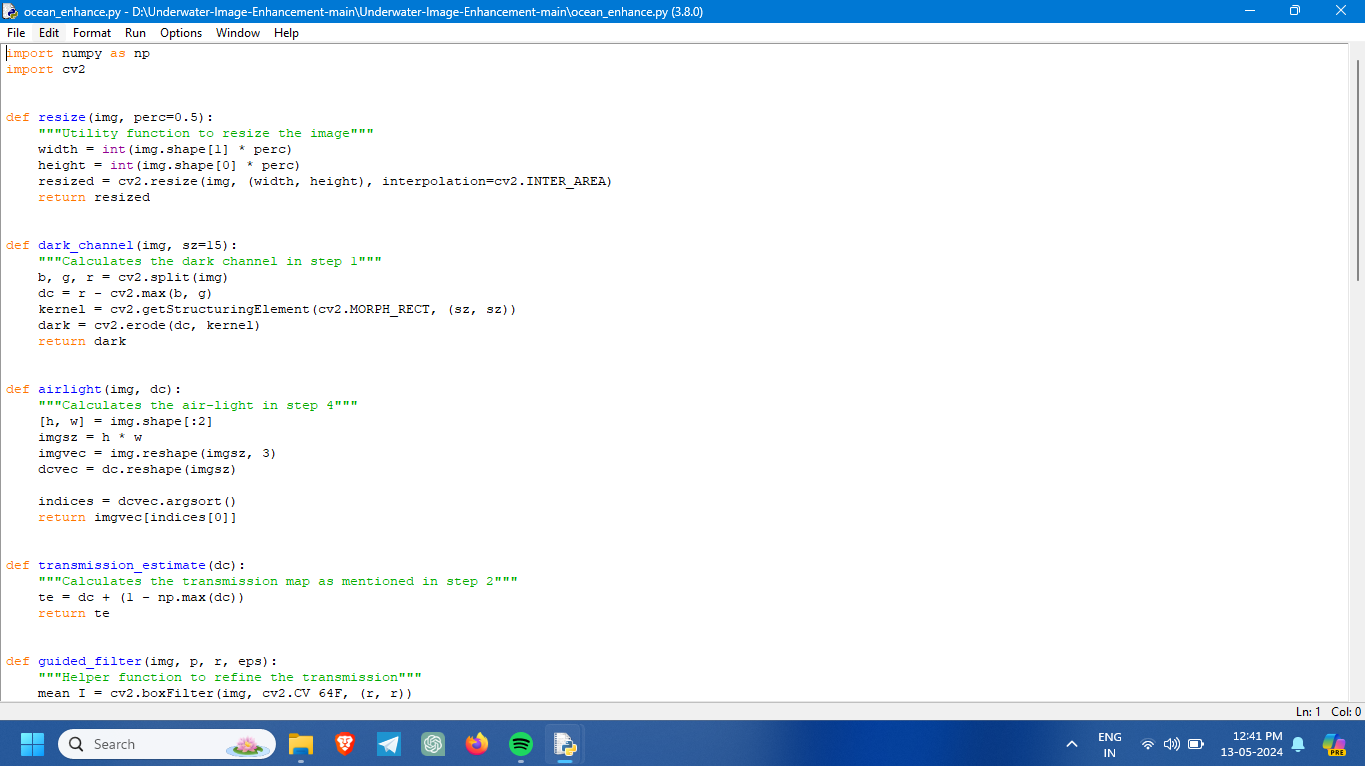 ocean_enhance.py - D:\Underwater-Image-Enhancement-main\Underwater-Image-Enhancement-main\ocean_enhance.py (3.8.0)
File Edit Format Run Options Window Help
import numpy as np
import cv2
def resize(img, perc=0.5):
    """Utility function to resize the image"""
    width = int(img.shape[1] * perc)
    height = int(img.shape[0] * perc)
    resized = cv2.resize(img, (width, height), interpolation=cv2.INTER_AREA)
    return resized
def dark_channel(img, sz=15):
    """Calculates the dark channel in step 1"""
    b, g, r = cv2.split(img)
    dc = r - cv2.max(b, g)
    kernel = cv2.getStructuringElement(cv2.MORPH_RECT, (sz, sz))
    dark = cv2.erode(dc, kernel)
    return dark
def airlight(img, dc):
    """Calculates the air-light in step 4"""
    [h, w] = img.shape[:2]
    imgsz = h * w
    imgvec = img.reshape(imgsz, 3)
    dcvec = dc.reshape(imgsz)
    indices = dcvec.argsort()
    return imgvec[indices[0]]
def transmission_estimate(dc):
    """Calculates the transmission map as mentioned in step 2"""
    te = dc + (1 - np.max(dc))
    return te
def guided_filter(img, p, r, eps):
    """Helper function to refine the transmission"""
    mean_I = cv2.boxFilter(img, cv2.CV_64F, (r, r))
Ln: 1 Col: 0
Search
ENG
IN
12:41 PM
13-05-2024
PRE